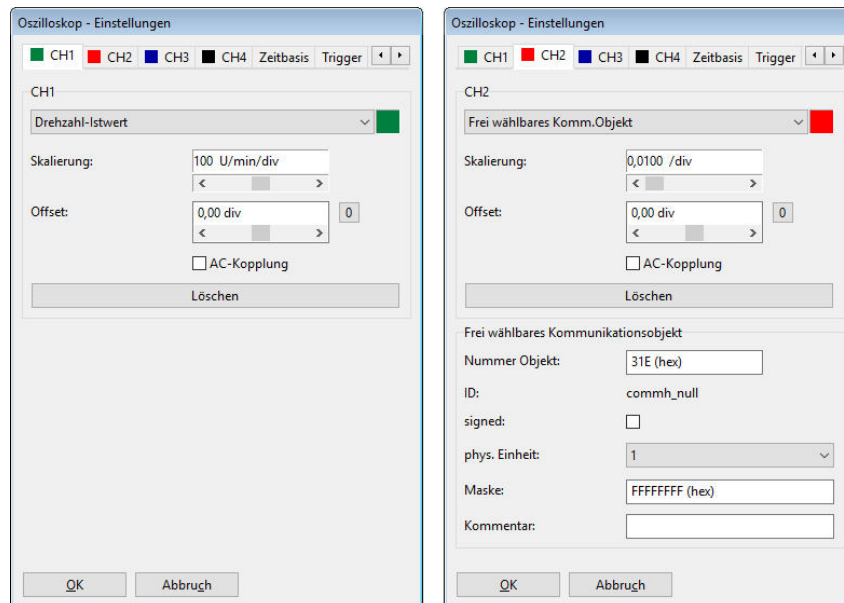 Oszilloskop - Einstellungen
CH1 CH2 CH3 CH4 Zeitbasis Trigger
CH1
Drehzahl-Istwert
Skalierung: 100 U/min/div
Offset: 0,00 div 0
AC-Kopplung
Löschen
OK Abbruch
Oszilloskop - Einstellungen
CH1 CH2 CH3 CH4 Zeitbasis Trigger
CH2
Frei wählbares Komm.Objekt
Skalierung: 0,0100 /div
Offset: 0,00 div 0
AC-Kopplung
Löschen
Frei wählbares Kommunikationsobjekt
Nummer Objekt: 31E (hex)
ID: commh_null
signed:
phys. Einheit: 1
Maske: FFFFFFFF (hex)
Kommentar:
OK Abbruch